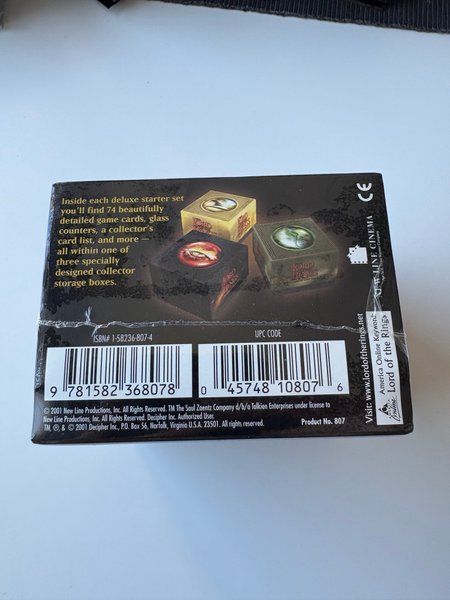 Inside each deluxe starter set
you'll find 74 beautifully
detailed game cards, glass
counters, a collector's
card list, and more —
all within one of
three specially
designed collector
storage boxes.
CE
NEW LINE CINEMA
ISBN# 1-58236-807-4
UPC CODE
9 781582 368078
0 45748 10807 6
© 2001 New Line Productions, Inc. All Rights Reserved. TM The Saul Zaentz Company d/b/a Tolkien Enterprises under license to
New Line Productions, Inc. All Rights Reserved. Decipher Inc. Authorized User.
TM, ®, & © 2001 Decipher Inc., P.O. Box 56, Norfolk, Virginia U.S.A. 23501. All rights reserved.
Product No. 807
Visit: www.lordoftherings.net
America Online Keyword:
Lord of the Rings